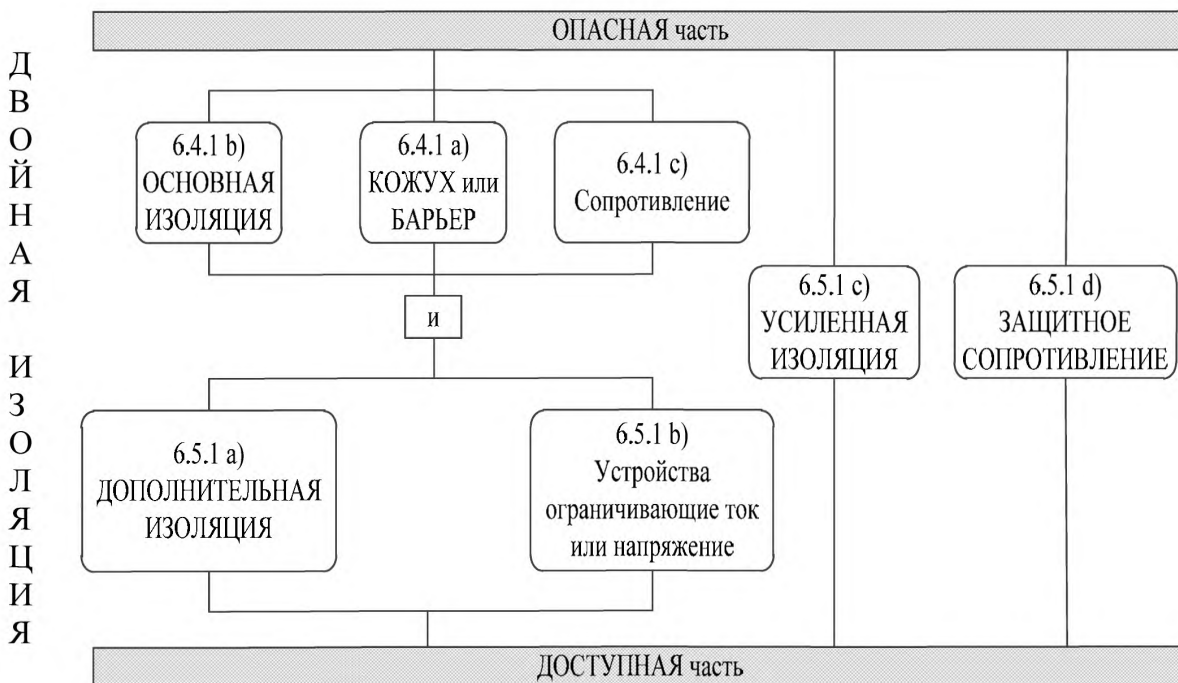 ОПАСНАЯ часть
ДВОЙНАЯ ИЗОЛЯЦИЯ
6.4.1 b)
ОСНОВНАЯ
ИЗОЛЯЦИЯ
6.4.1 a)
КОЖУХ или
БАРЬЕР
6.4.1 c)
Сопротивление
и
6.5.1 c)
УСИЛЕННАЯ
ИЗОЛЯЦИЯ
6.5.1 d)
ЗАЩИТНОЕ
СОПРОТИВЛЕНИЕ
6.5.1 a)
ДОПОЛНИТЕЛЬНАЯ
ИЗОЛЯЦИЯ
6.5.1 b)
Устройства
ограничивающие ток
или напряжение
ДОСТУПНАЯ часть